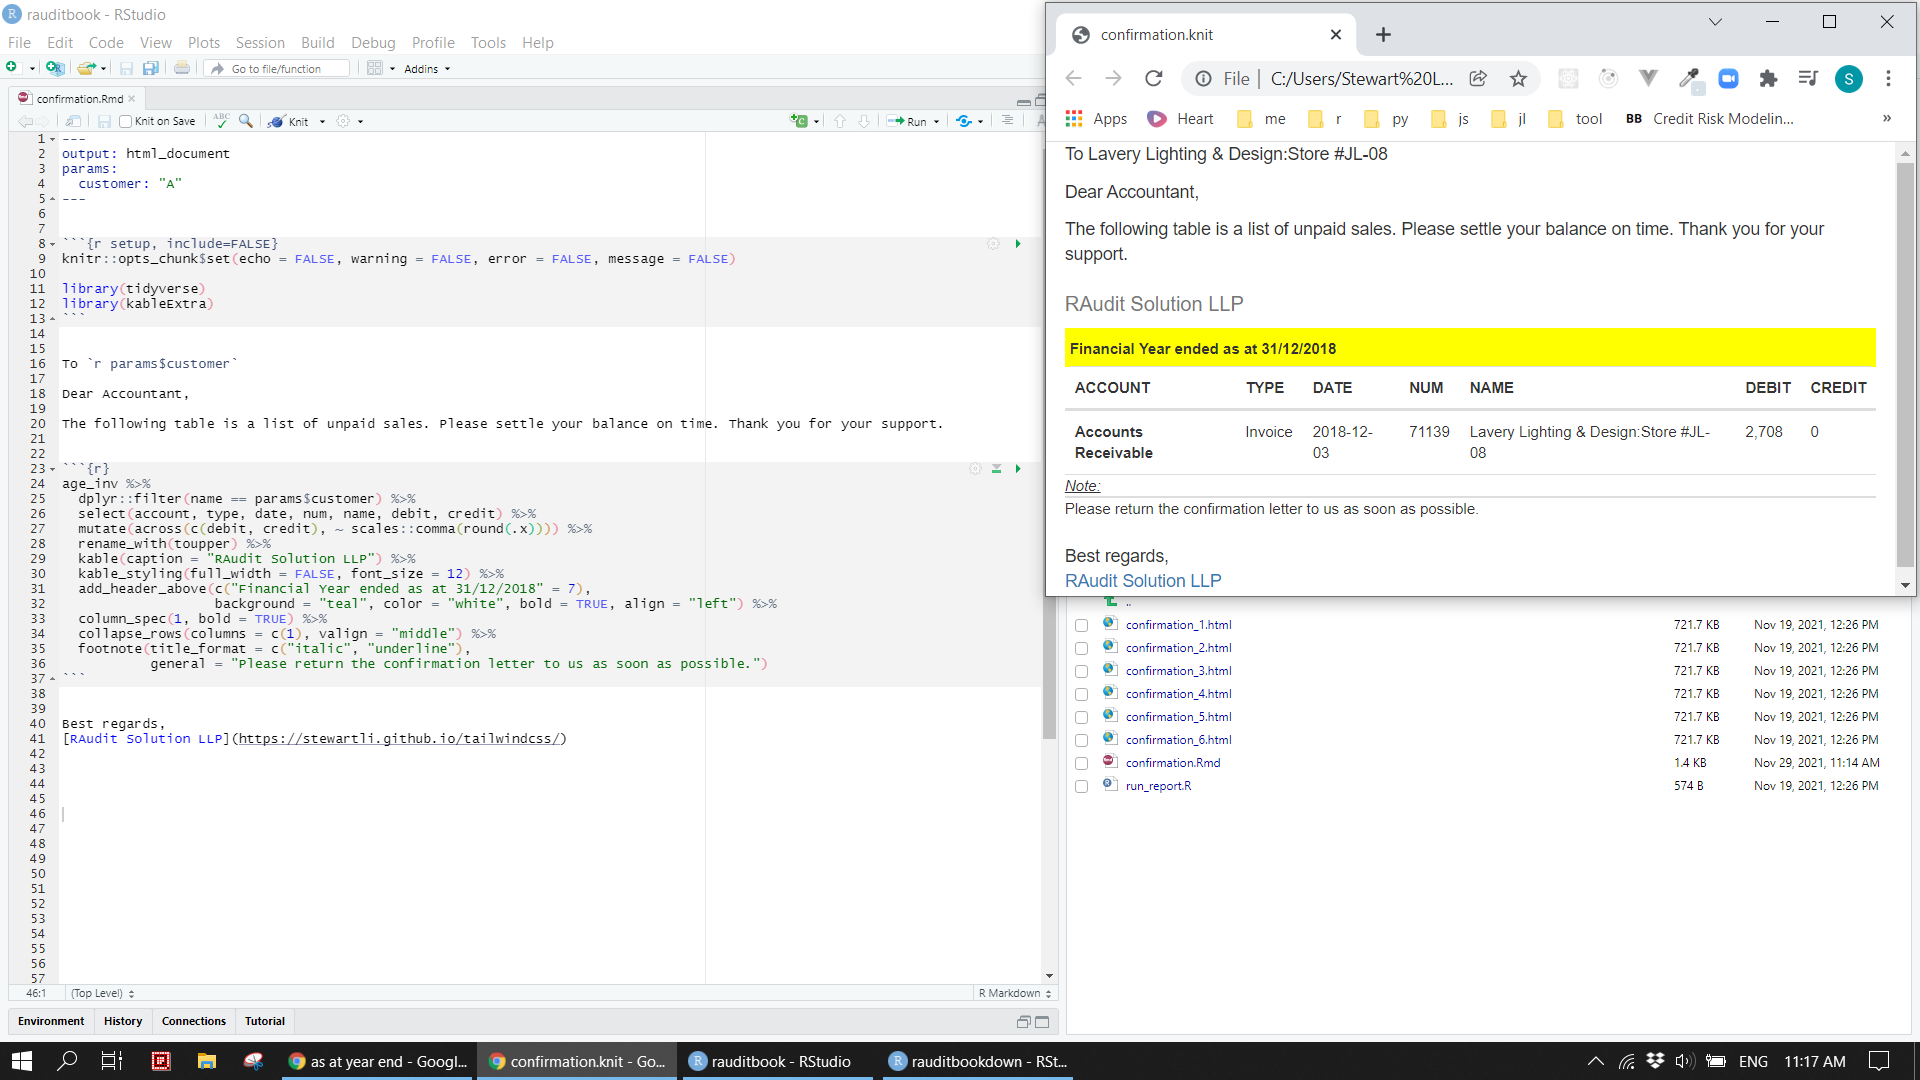 rauditbook - RStudio
File Edit Code View Plots Session Build Debug Profile Tools Help
Go to file/function
Addins
confirmation.Rmd
Knit on Save
ABC
Knit
Run
1 ---
2 output: html_document
3 params:
4 customer: "A"
5 ---
6
7
8 ```{r setup, include=FALSE}
9 knitr::opts_chunk$set(echo = FALSE, warning = FALSE, error = FALSE, message = FALSE)
10
11 library(tidyverse)
12 library(kableExtra)
13 ```
14
15
16 To `r params$customer`
17
18 Dear Accountant,
19
20 The following table is a list of unpaid sales. Please settle your balance on time. Thank you for your support.
21
22
23 ```{r}
24 age_inv %>%
25 dplyr::filter(name == params$customer) %>%
26 select(account, type, date, num, name, debit, credit) %>%
27 mutate(across(c(debit, credit), ~ scales::comma(round(.x)))) %>%
28 rename_with(toupper) %>%
29 kable(caption = "RAudit Solution LLP") %>%
30 kable_styling(full_width = FALSE, font_size = 12) %>%
31 add_header_above(c("Financial Year ended as at 31/12/2018" = 7),
32 background = "teal", color = "white", bold = TRUE, align = "left") %>%
33 column_spec(1, bold = TRUE) %>%
34 collapse_rows(columns = c(1), valign = "middle") %>%
35 footnote(title_format = c("italic", "underline"),
36 general = "Please return the confirmation letter to us as soon as possible.")
37 ```
38
39
40 Best regards,
41 [RAudit Solution LLP](https://stewartli.github.io/tailwindcss/)
42
43
44
45
46
47
48
49
50
51
52
53
54
55
56
57
46:1 (Top Level) R Markdown
Environment History Connections Tutorial
confirmation.knit
File | C:/Users/Stewart%20L...
S
Apps Heart me r py js jl tool BB Credit Risk Modelin... »
To Lavery Lighting & Design:Store #JL-08
Dear Accountant,
The following table is a list of unpaid sales. Please settle your balance on time. Thank you for your
support.
RAudit Solution LLP
Financial Year ended as at 31/12/2018
ACCOUNT TYPE DATE NUM NAME DEBIT CREDIT
Accounts Receivable Invoice 2018-12-03 71139 Lavery Lighting & Design:Store #JL-08 2,708 0
Note:
Please return the confirmation letter to us as soon as possible.
Best regards,
RAudit Solution LLP
..
confirmation_1.html 721.7 KB Nov 19, 2021, 12:26 PM
confirmation_2.html 721.7 KB Nov 19, 2021, 12:26 PM
confirmation_3.html 721.7 KB Nov 19, 2021, 12:26 PM
confirmation_4.html 721.7 KB Nov 19, 2021, 12:26 PM
confirmation_5.html 721.7 KB Nov 19, 2021, 12:26 PM
confirmation_6.html 721.7 KB Nov 19, 2021, 12:26 PM
confirmation.Rmd 1.4 KB Nov 29, 2021, 11:14 AM
run_report.R 574 B Nov 19, 2021, 12:26 PM
as at year end - Googl... confirmation.knit - Go... rauditbook - RStudio rauditbookdown - RSt... ENG 11:17 AM